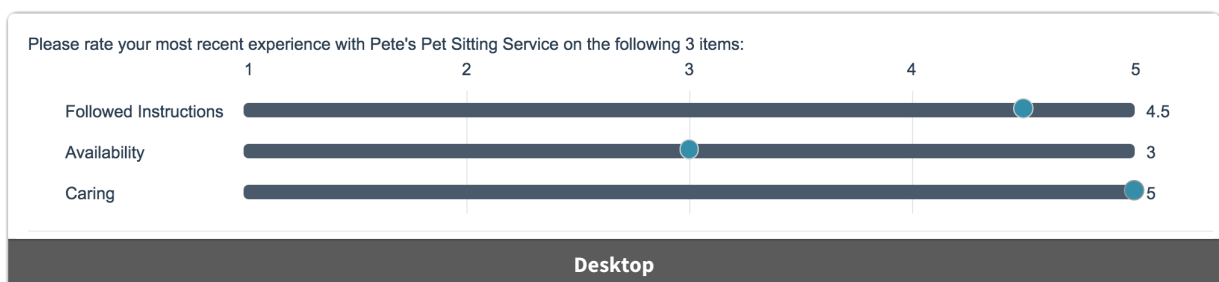 Please rate your most recent experience with Pete's Pet Sitting Service on the following 3 items:
1 2 3 4 5
Followed Instructions 4.5
Availability 3
Caring 5
Desktop